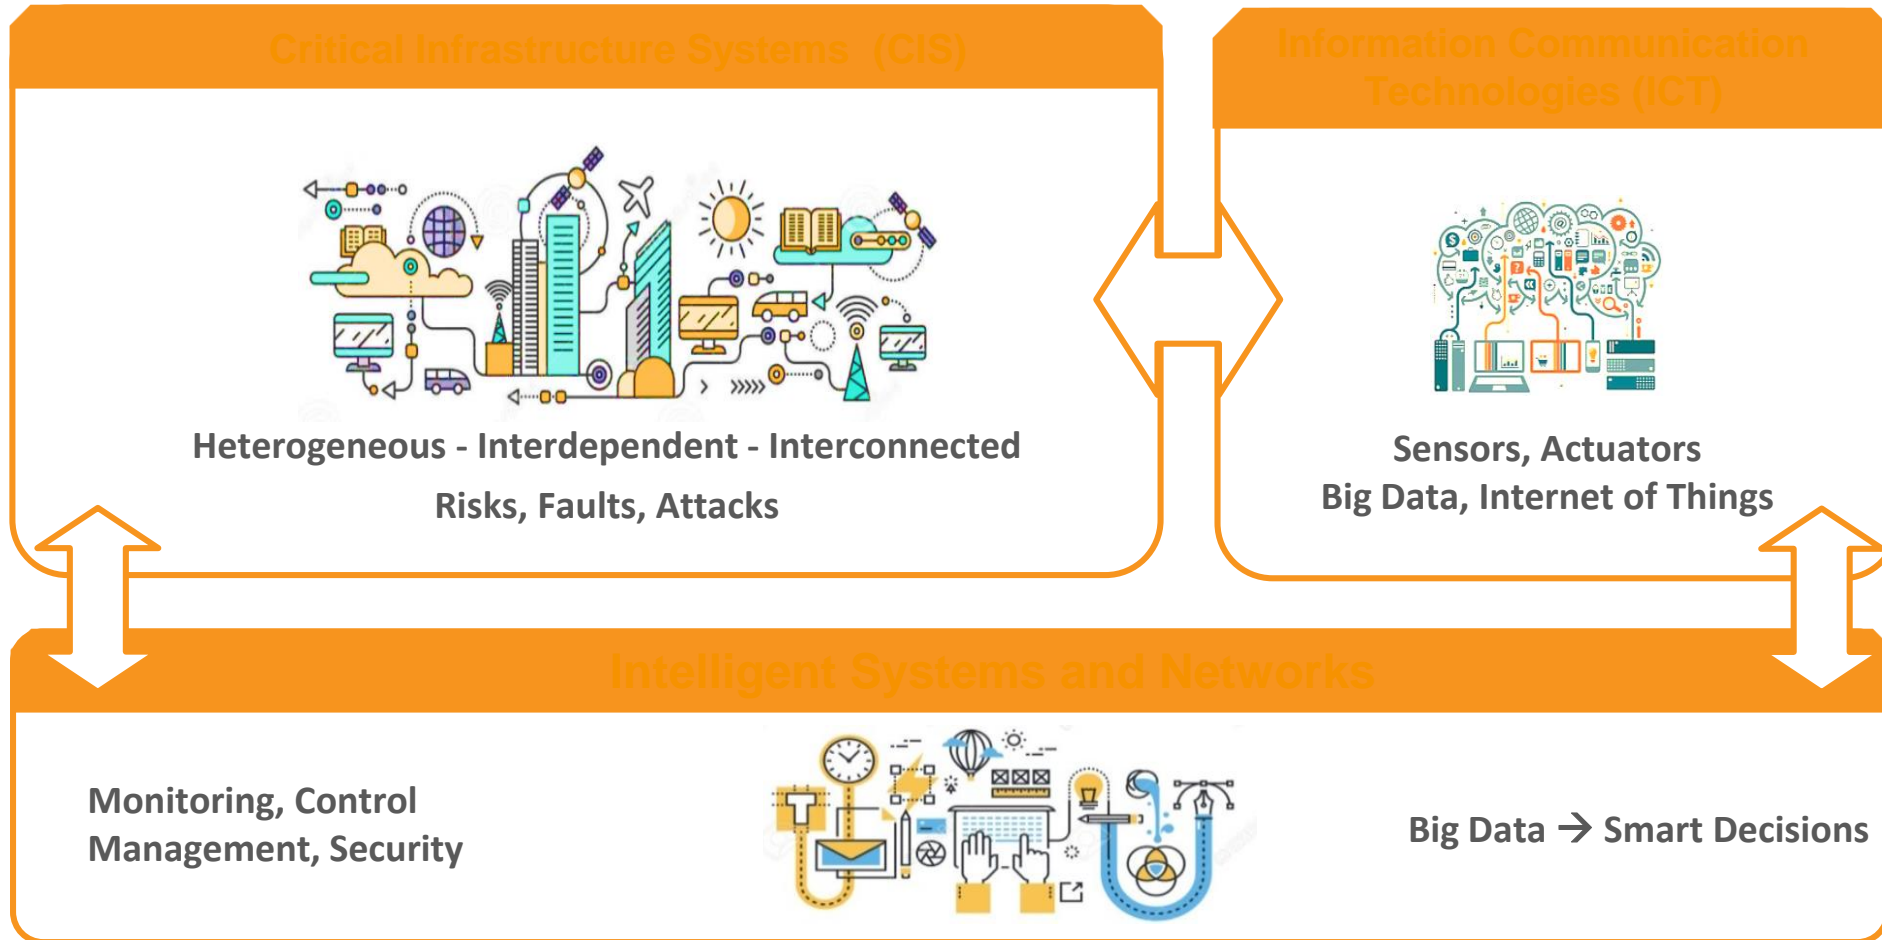 Critical Infrastructure Systems (CIS)
Heterogeneous - Interdependent - Interconnected
Risks, Faults, Attacks
Information Communication
Technologies (ICT)
Sensors, Actuators
Big Data, Internet of Things
Intelligent Systems and Networks
Monitoring, Control
Management, Security
Big Data → Smart Decisions